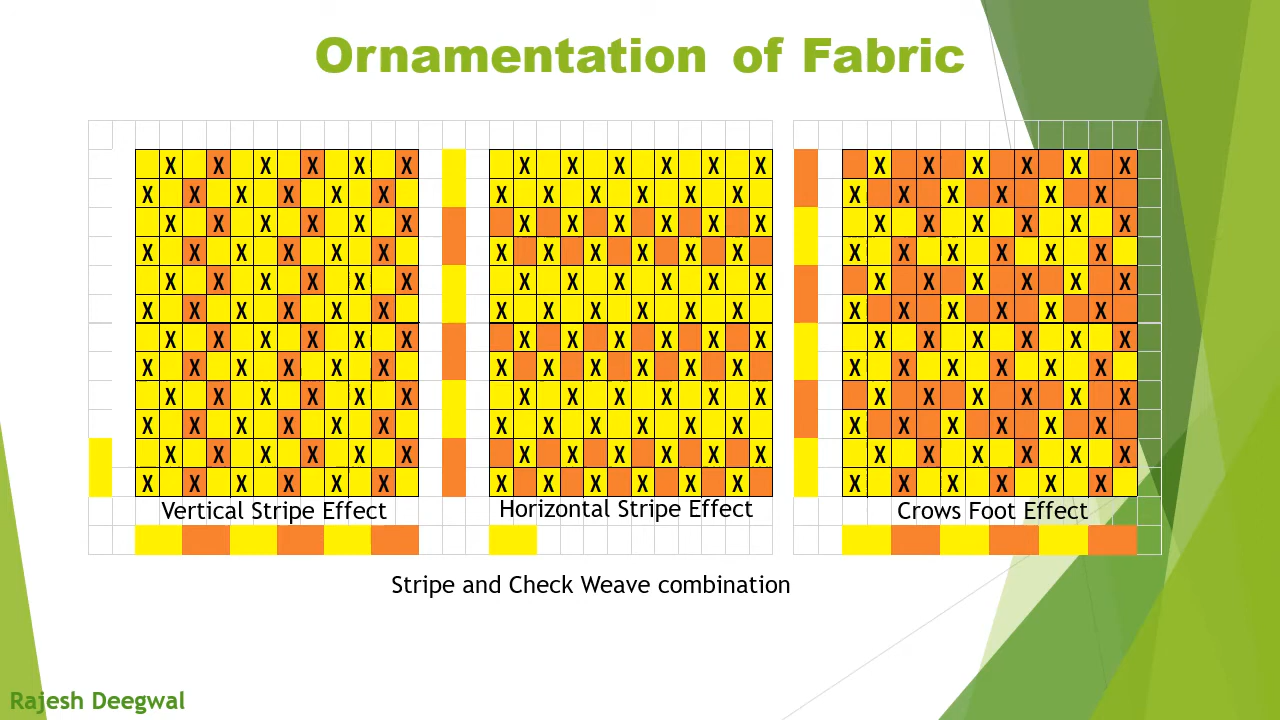 Ornamentation of Fabric
X X X X X X X X X X X X X X X X X X
X X X X X X X X X X X X X X X X X X
X X X X X X X X X X X X X X X X X X
X X X X X X X X X X X X X X X X X X
X X X X X X X X X X X X X X X X X X
X X X X X X X X X X X X X X X X X X
X X X X X X X X X X X X X X X X X X
X X X X X X X X X X X X X X X X X X
X X X X X X X X X X X X X X X X X X
X X X X X X X X X X X X X X X X X X
X X X X X X X X X X X X X X X X X X
X X X X X X X X X X X X X X X X X X
Vertical Stripe Effect
Horizontal Stripe Effect
Crows Foot Effect
Stripe and Check Weave combination
Rajesh Deegwal